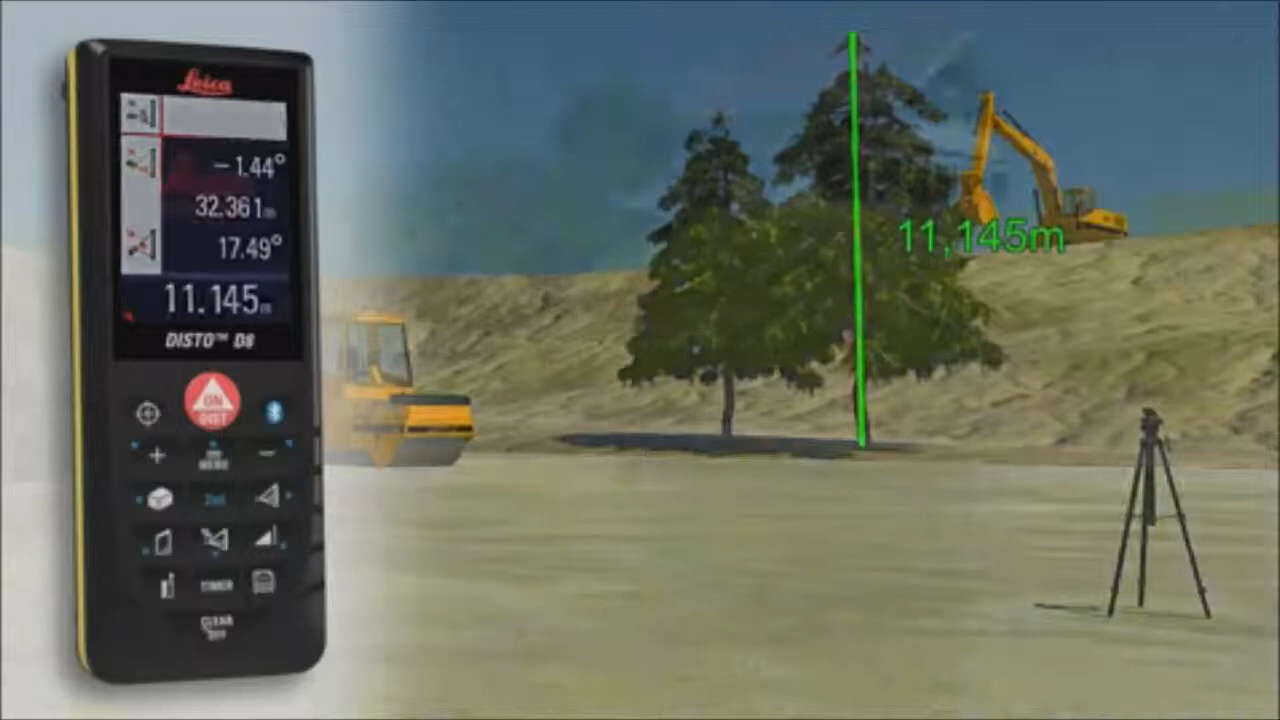 Leica
– 1.44°
32.361m
17.49°
11.145m
DISTO™ D8
ON
DIST
+
MENU
–
2nd
TIMER
CLEAR
OFF
11,145m